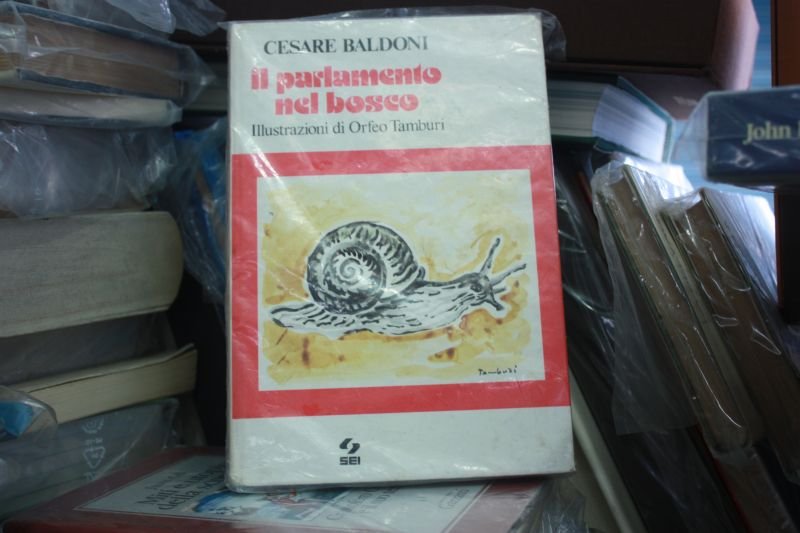 CESARE BALDONI
Il parlamento
nel bosco
Illustrazioni di Orfeo Tamburi
Tamburi
SEI
John